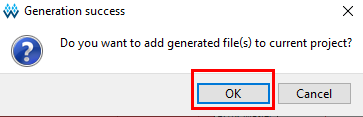 Generation success
Do you want to add generated file(s) to current project?
OK
Cancel